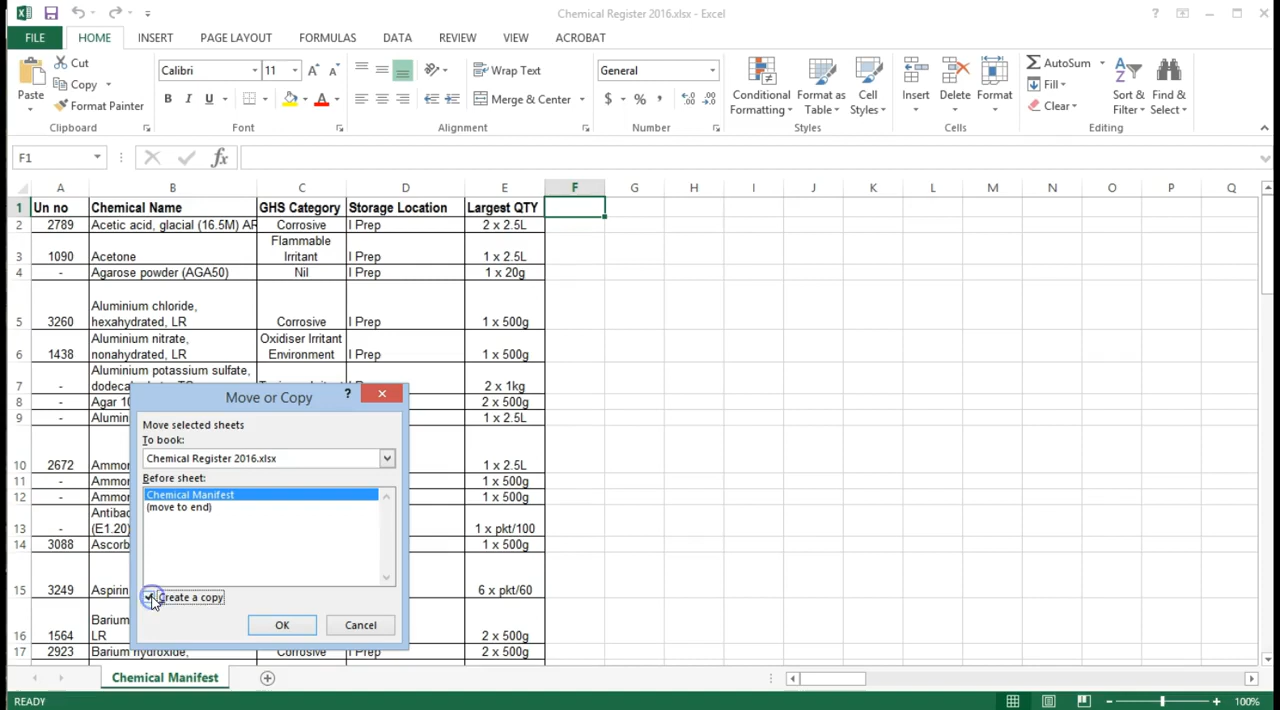 Chemical Register 2016.xlsx - Excel
FILE HOME INSERT PAGE LAYOUT FORMULAS DATA REVIEW VIEW ACROBAT
Paste
Cut
Copy
Format Painter
Clipboard
Calibri 11
B I U
Font
Wrap Text
Merge & Center
Alignment
General
$ % ,
Number
Conditional Formatting
Format as Table
Cell Styles
Styles
Insert
Delete
Format
Cells
AutoSum
Fill
Clear
Sort & Filter
Find & Select
Editing
F1
fx
A B C D E F G H I J K L M N O P Q
1 Un no Chemical Name GHS Category Storage Location Largest QTY
2 2789 Acetic acid, glacial (16.5M) AR Corrosive I Prep 2 x 2.5L
Flammable
3 1090 Acetone Irritant I Prep 1 x 2.5L
4 - Agarose powder (AGA50) Nil I Prep 1 x 20g
Aluminium chloride,
5 3260 hexahydrated, LR Corrosive I Prep 1 x 500g
Aluminium nitrate, Oxidiser Irritant
6 1438 nonahydrated, LR Environment I Prep 1 x 500g
Aluminium potassium sulfate,
7 - 2 x 1kg
8 - Agar 10 2 x 500g
9 - Alumin 1 x 2.5L
10 2672 Ammor 1 x 2.5L
11 - Ammor 1 x 500g
12 - Ammor 1 x 500g
Antibac
13 - (E1.20) 1 x pkt/100
14 3088 Ascorb 1 x 500g
15 3249 Aspirin 6 x pkt/60
Barium
16 1564 LR 2 x 500g
17 2923 Barium hydroxide, Corrosive I Prep 2 x 500g
Move or Copy
Move selected sheets
To book:
Chemical Register 2016.xlsx
Before sheet:
Chemical Manifest
(move to end)
Create a copy
OK Cancel
Chemical Manifest
READY 100%